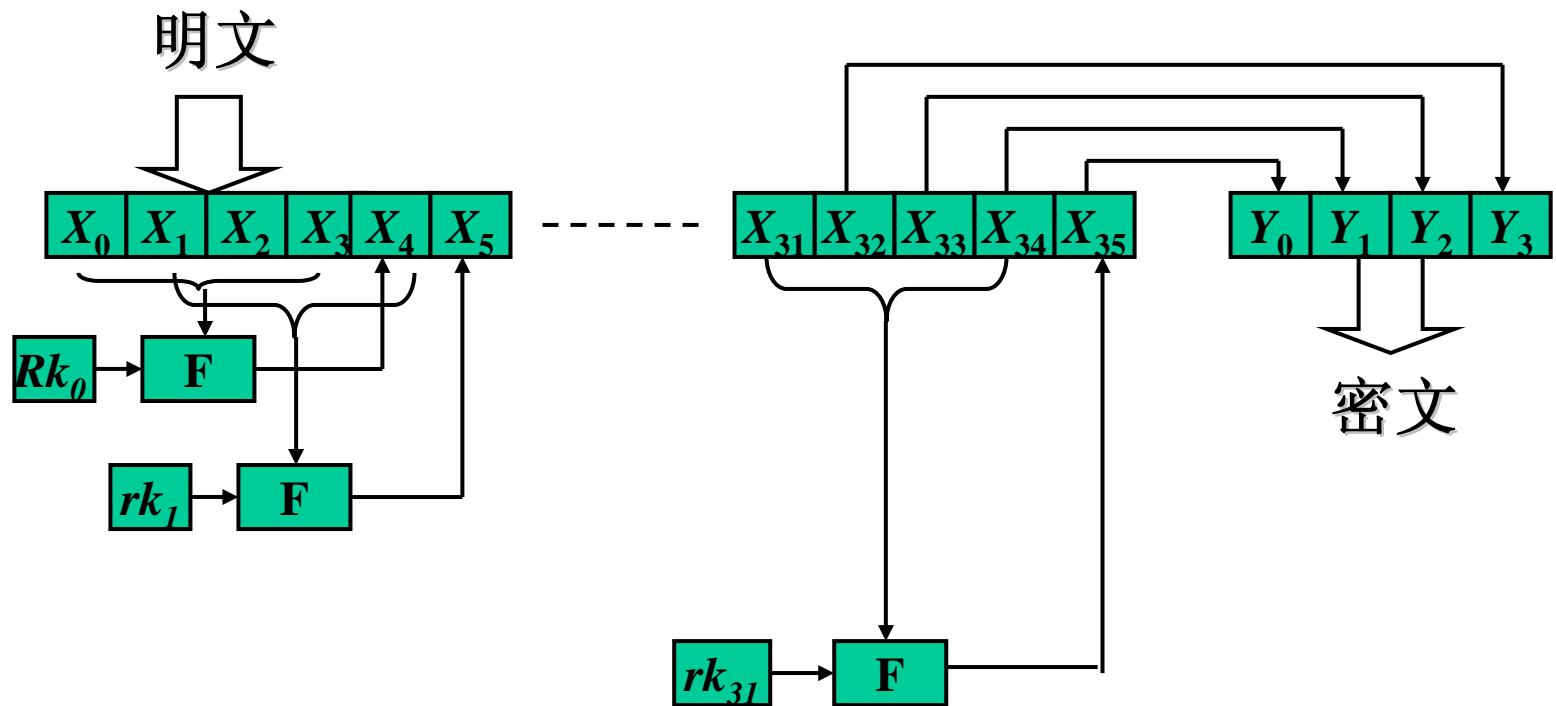 明文
X₀ X₁ X₂ X₃ X₄ X₅ X₃₁ X₃₂ X₃₃ X₃₄ X₃₅ Y₀ Y₁ Y₂ Y₃
Rk₀ F
密文
rk₁ F
rk₃₁ F